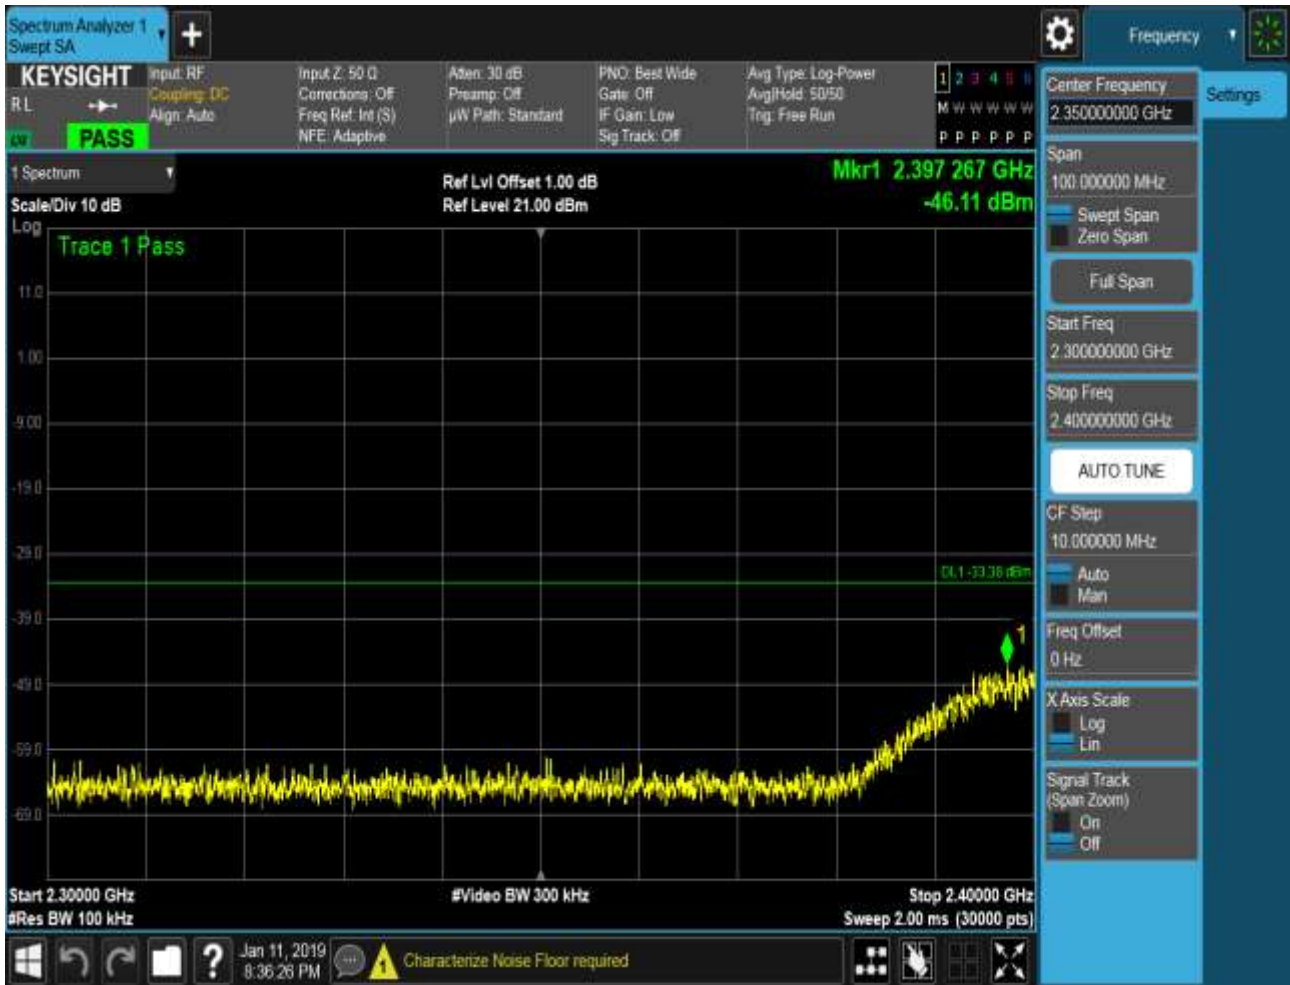 Spectrum Analyzer 1
Swept SA
+
Frequency
KEYSIGHT
R L
PASS
Input: RF
Coupling: DC
Align: Auto
Input Z: 50 Ω
Corrections: Off
Freq Ref: Int (S)
NFE: Adaptive
Atten: 30 dB
Preamp: Off
µW Path: Standard
PNO: Best Wide
Gate: Off
IF Gain: Low
Sig Track: Off
Avg Type: Log-Power
Avg|Hold: 50/50
Trig: Free Run
1 2 3 4 5 6
M W W W W W
P P P P P P
Center Frequency
2.350000000 GHz
Settings
Span
100.000000 MHz
Swept Span
Zero Span
Full Span
Start Freq
2.300000000 GHz
Stop Freq
2.400000000 GHz
AUTO TUNE
CF Step
10.000000 MHz
Auto
Man
Freq Offset
0 Hz
X Axis Scale
Log
Lin
Signal Track
(Span Zoom)
On
Off
1 Spectrum
Scale/Div 10 dB
Ref Lvl Offset 1.00 dB
Ref Level 21.00 dBm
Mkr1 2.397 267 GHz
-46.11 dBm
Log
Trace 1 Pass
11.0
1.00
-9.00
-19.0
-29.0
DL1 -33.38 dBm
-39.0
1
-49.0
-59.0
-69.0
Start 2.30000 GHz
#Video BW 300 kHz
Stop 2.40000 GHz
#Res BW 100 kHz
Sweep 2.00 ms (30000 pts)
?
Jan 11, 2019
8:36:26 PM
1
Characterize Noise Floor required